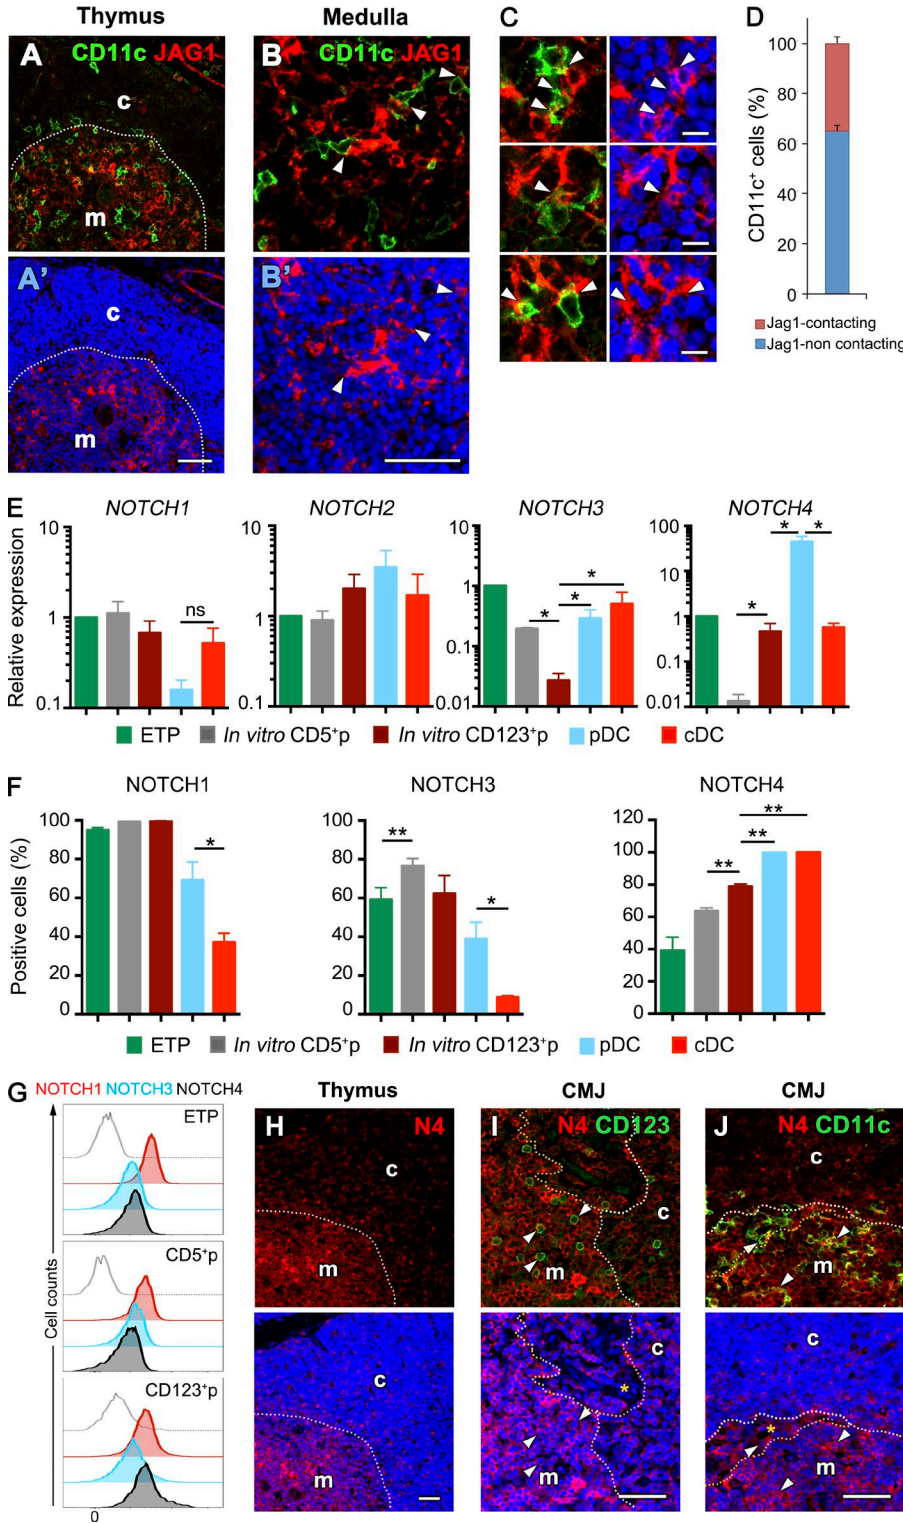 Thymus
Medulla
A CD11c JAG1
c
m
B CD11c JAG1
C
D
A'
c
m
B'
CD11c+ cells (%)
100
80
60
40
20
0
Jag1-contacting
Jag1-non contacting
E
Relative expression
NOTCH1
10
1
0.1
ns
NOTCH2
10
1
0.1
NOTCH3
10
1
0.1
0.01
* * *
NOTCH4
100
10
1
0.1
0.01
* * *
ETP In vitro CD5+p In vitro CD123+p pDC cDC
F
Positive cells (%)
NOTCH1
100
80
60
40
20
0
*
NOTCH3
100
80
60
40
20
0
** *
NOTCH4
120
100
80
60
40
20
0
** ** **
ETP In vitro CD5+p In vitro CD123+p pDC cDC
G
NOTCH1 NOTCH3 NOTCH4
Cell counts
ETP
CD5+p
CD123+p
0
Thymus
H N4
m
c
m
CMJ
I N4 CD123
c
m
c
*
m
CMJ
J N4 CD11c
c
m
c
*
m